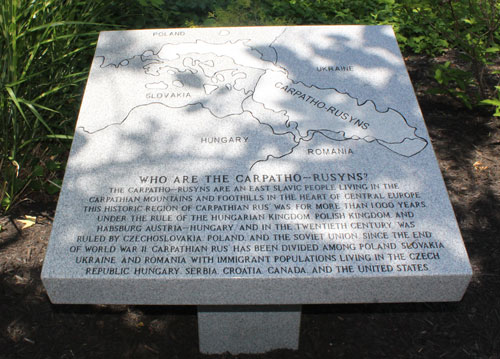 POLAND
UKRAINE
SLOVAKIA
CARPATHO-RUSYNS
HUNGARY
ROMANIA
WHO ARE THE CARPATHO-RUSYNS?
THE CARPATHO-RUSYNS ARE AN EAST SLAVIC PEOPLE LIVING IN THE
CARPATHIAN MOUNTAINS AND FOOTHILLS IN THE HEART OF CENTRAL EUROPE.
THIS HISTORIC REGION OF CARPATHIAN RUS' WAS FOR MORE THAN 1,000 YEARS
UNDER THE RULE OF THE HUNGARIAN KINGDOM, POLISH KINGDOM, AND
HABSBURG AUSTRIA-HUNGARY, AND IN THE TWENTIETH CENTURY, WAS
RULED BY CZECHOSLOVAKIA, POLAND, AND THE SOVIET UNION. SINCE THE END
OF WORLD WAR II, CARPATHIAN RUS' HAS BEEN DIVIDED AMONG POLAND, SLOVAKIA,
UKRAINE, AND ROMANIA, WITH IMMIGRANT POPULATIONS LIVING IN THE CZECH
REPUBLIC, HUNGARY, SERBIA, CROATIA, CANADA, AND THE UNITED STATES.